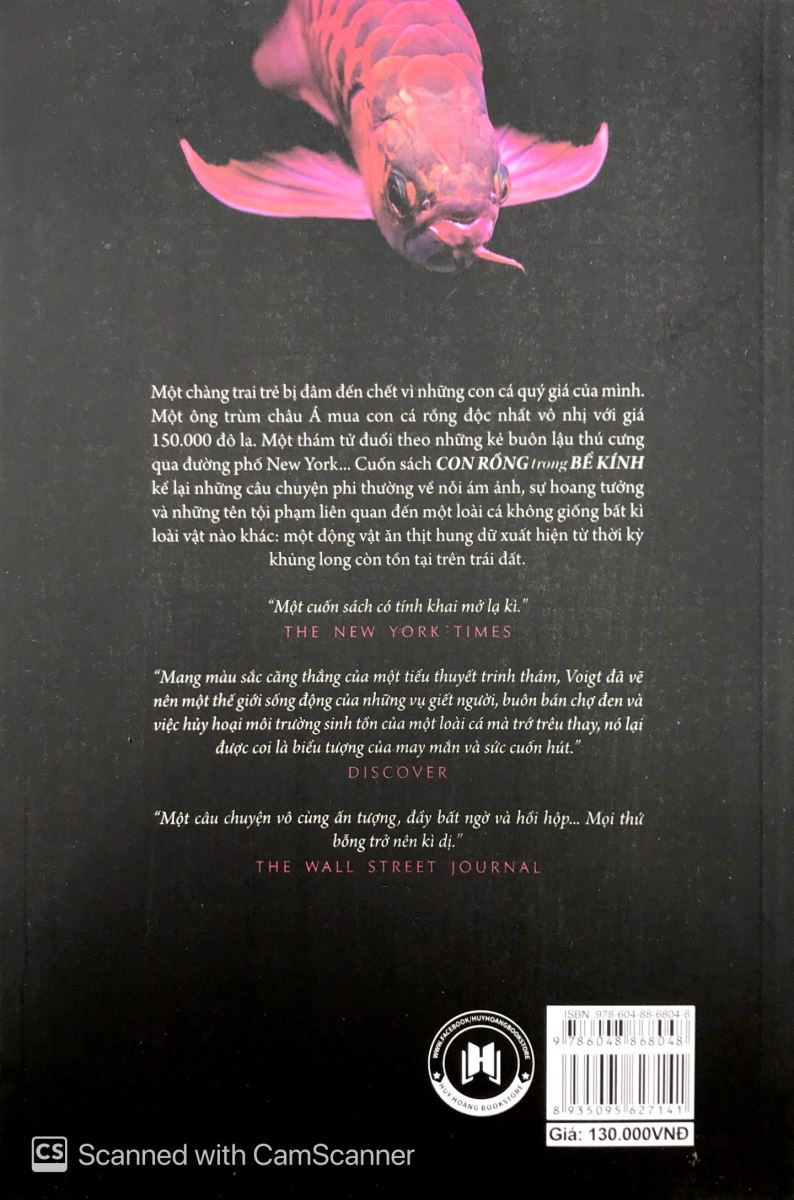 Một chàng trai trẻ bị đâm đến chết vì những con cá quý giá của mình.
Một ông trùm châu Á mua con cá rồng độc nhất vô nhị với giá
150.000 đô la. Một thám tử đuổi theo những kẻ buôn lậu thú cưng
qua đường phố New York... Cuốn sách CON RỒNG trong BỂ KÍNH
kể lại những câu chuyện phi thường về nỗi ám ảnh, sự hoang tưởng
và những tên tội phạm liên quan đến một loài cá không giống bất kì
loài vật nào khác: một động vật ăn thịt hung dữ xuất hiện từ thời kỳ
khủng long còn tồn tại trên trái đất.
“Một cuốn sách có tính khai mở lạ kì.”
THE NEW YORK TIMES
“Mang màu sắc căng thẳng của một tiểu thuyết trinh thám, Voigt đã vẽ
nên một thế giới sống động của những vụ giết người, buôn bán chợ đen và
việc hủy hoại môi trường sinh tồn của một loài cá mà trớ trêu thay, nó lại
được coi là biểu tượng của may mắn và sức cuốn hút.”
DISCOVER
“Một câu chuyện vô cùng ấn tượng, đầy bất ngờ và hồi hộp... Mọi thứ
bỗng trở nên kì dị.”
THE WALL STREET JOURNAL
WWW.FACEBOOK/HUYHOANGBOOKSTORE
HUY HOANG BOOKSTORE
ISBN: 978-604-88-6804-8
9 786048 868048
8 935095 627141
Giá: 130.000VNĐ
CS Scanned with CamScanner